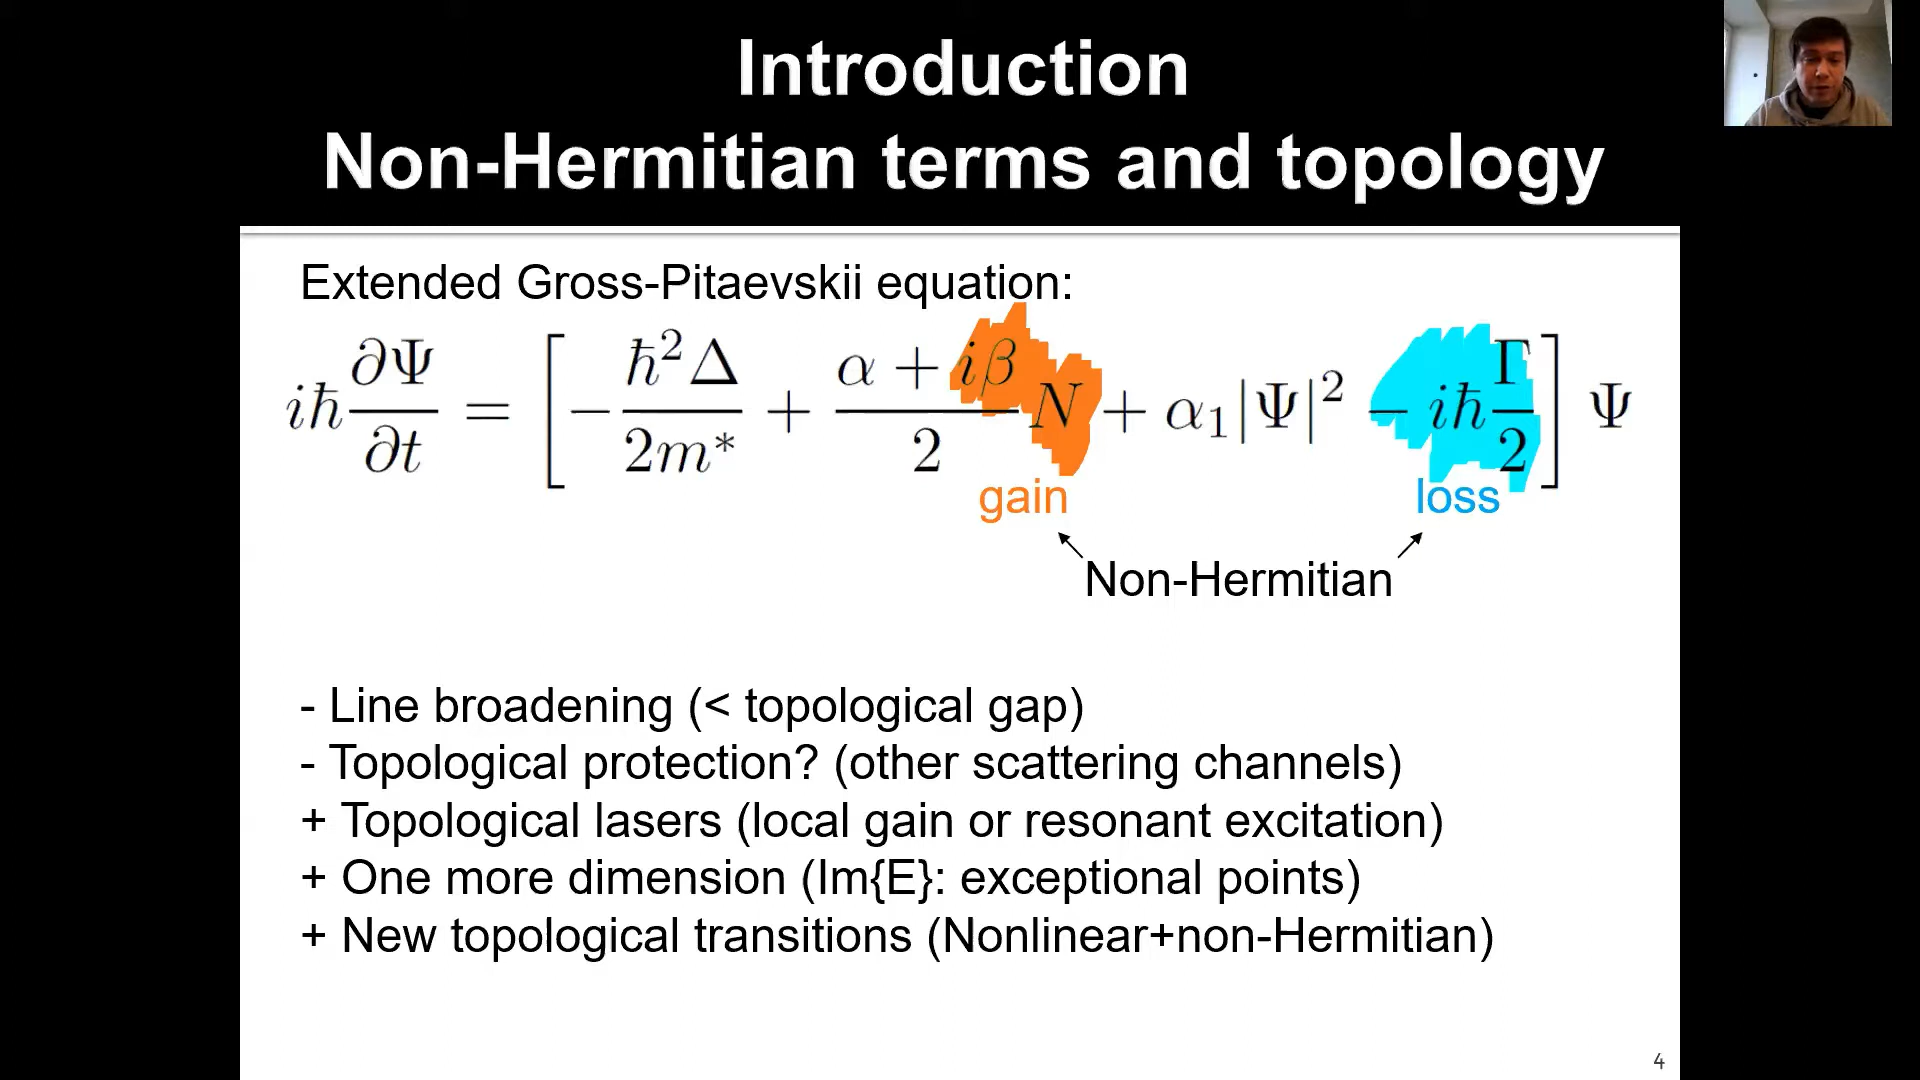 Introduction
Non-Hermitian terms and topology
Extended Gross-Pitaevskii equation:
iħ ∂Ψ/∂t = [ −ħ²Δ/2m* + (α + iβ)/2 N + α₁|Ψ|² − iħ Γ/2 ] Ψ
gain loss
Non-Hermitian
- Line broadening (< topological gap)
- Topological protection? (other scattering channels)
+ Topological lasers (local gain or resonant excitation)
+ One more dimension (Im{E}: exceptional points)
+ New topological transitions (Nonlinear+non-Hermitian)
4